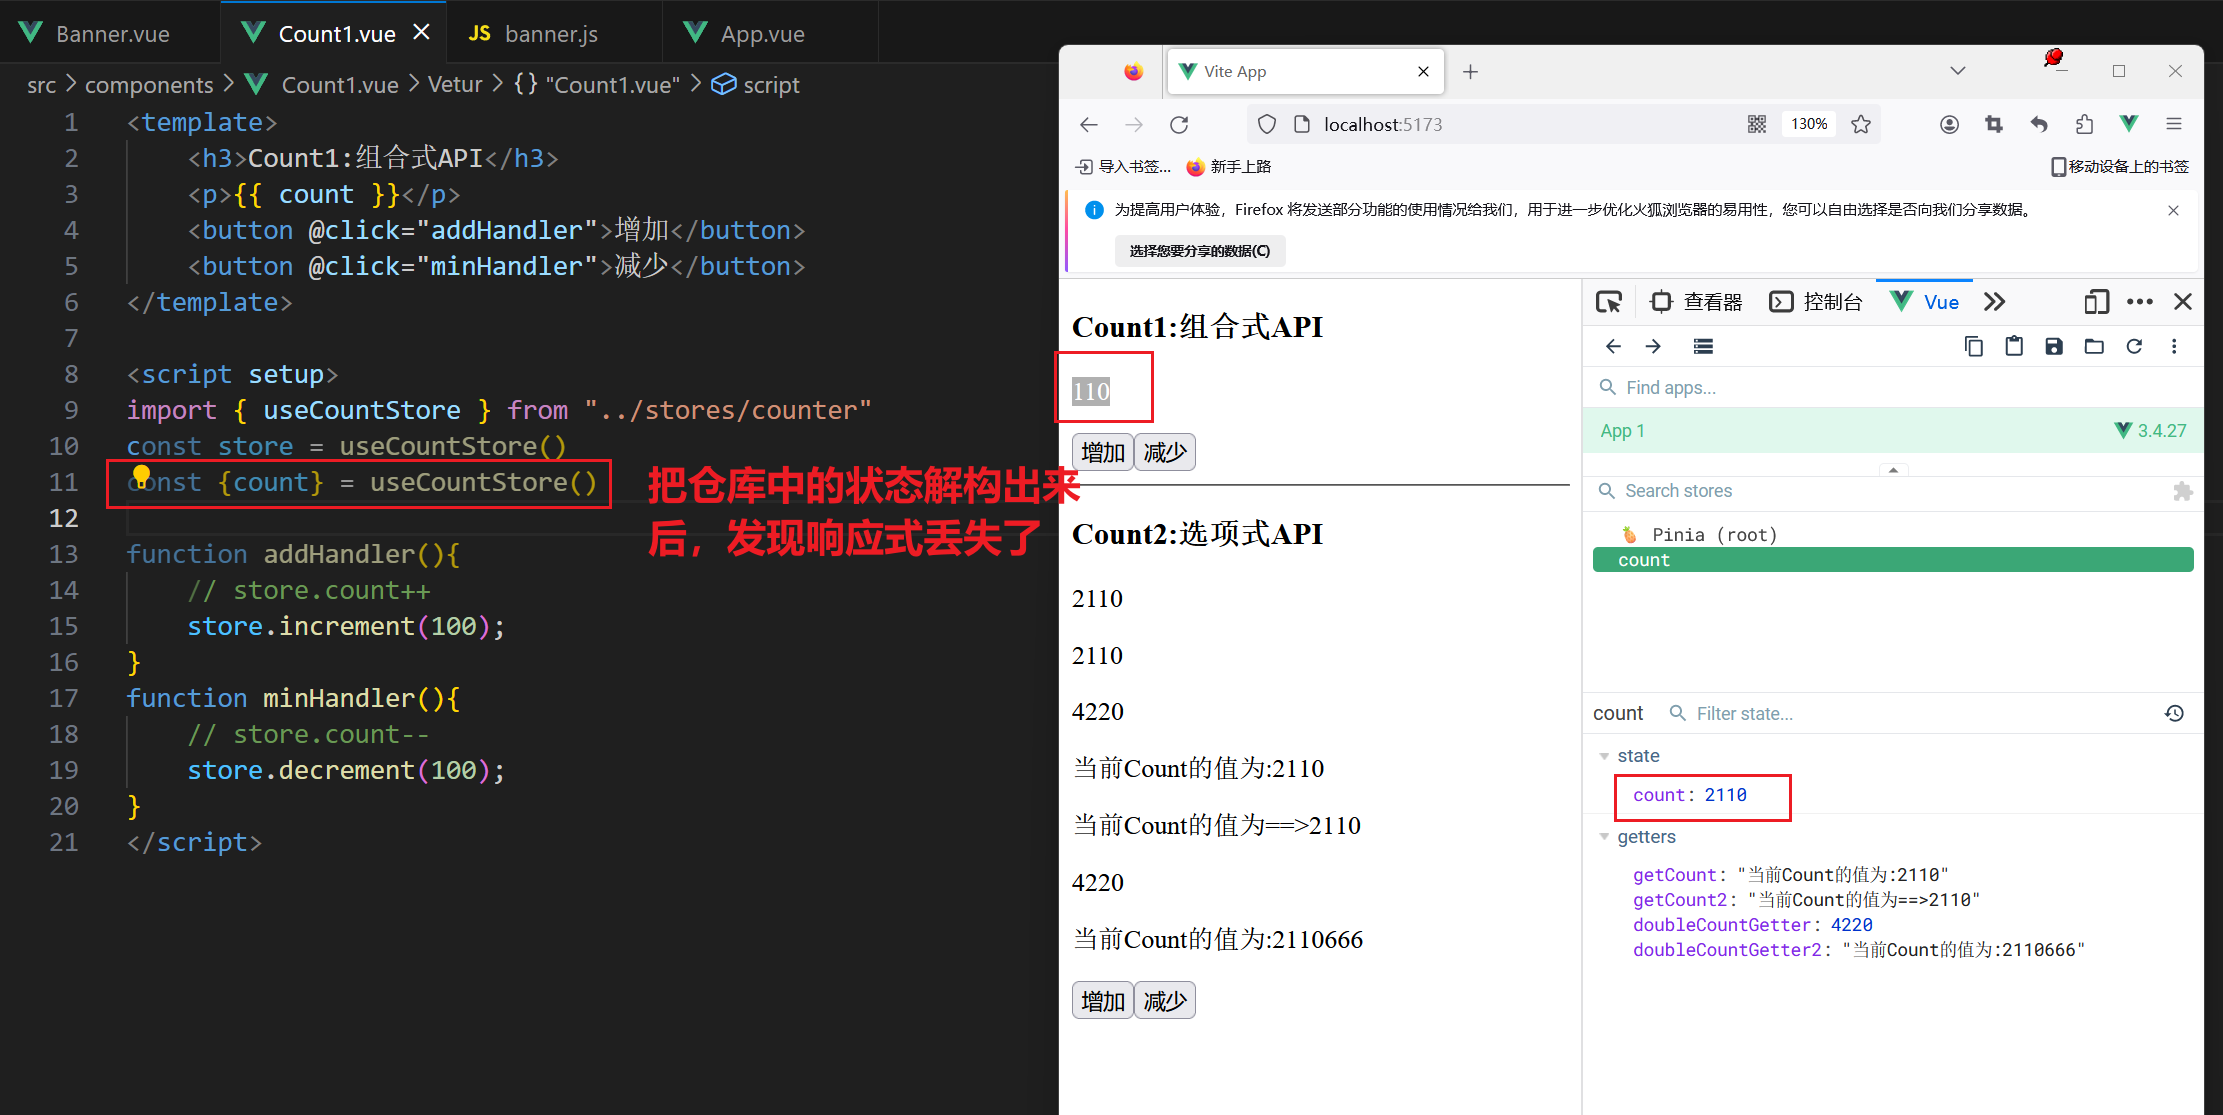 Banner.vue
Count1.vue
JS banner.js
App.vue
src > components > Count1.vue > Vetur > {} "Count1.vue" > script
1 <template>
2     <h3>Count1:组合式API</h3>
3     <p>{{ count }}</p>
4     <button @click="addHandler">增加</button>
5     <button @click="minHandler">减少</button>
6 </template>
7
8 <script setup>
9 import { useCountStore } from "../stores/counter"
10 const store = useCountStore()
11 const {count} = useCountStore()
12
13 function addHandler(){
14     // store.count++
15     store.increment(100);
16 }
17 function minHandler(){
18     // store.count--
19     store.decrement(100);
20 }
21 </script>
把仓库中的状态解构出来
后，发现响应式丢失了
Vite App
localhost:5173
130%
导入书签...
新手上路
移动设备上的书签
为提高用户体验，Firefox 将发送部分功能的使用情况给我们，用于进一步优化火狐浏览器的易用性，您可以自由选择是否向我们分享数据。
选择您要分享的数据(C)
Count1:组合式API
110
增加 减少
Count2:选项式API
2110
2110
4220
当前Count的值为:2110
当前Count的值为==>2110
4220
当前Count的值为:2110666
增加 减少
查看器
控制台
Vue
Find apps...
App 1
3.4.27
Search stores
Pinia (root)
count
count
Filter state...
state
count: 2110
getters
getCount: "当前Count的值为:2110"
getCount2: "当前Count的值为==>2110"
doubleCountGetter: 4220
doubleCountGetter2: "当前Count的值为:2110666"